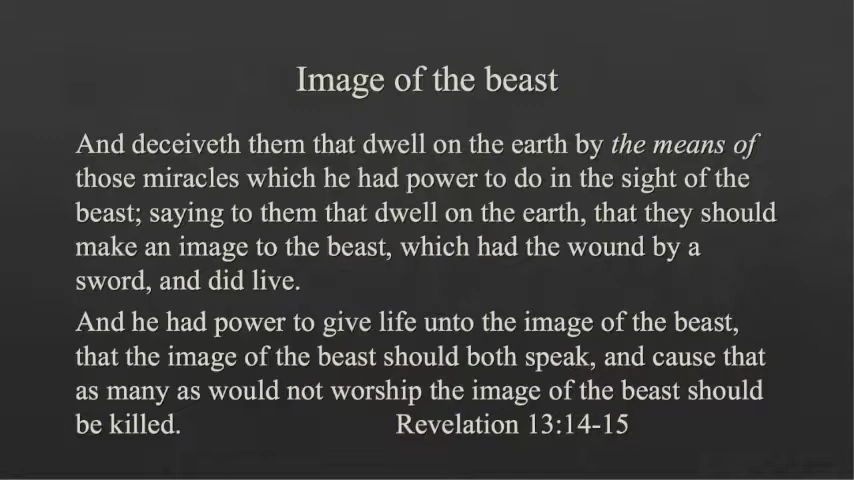 Image of the beast
And deceiveth them that dwell on the earth by the means of
those miracles which he had power to do in the sight of the
beast; saying to them that dwell on the earth, that they should
make an image to the beast, which had the wound by a
sword, and did live.
And he had power to give life unto the image of the beast,
that the image of the beast should both speak, and cause that
as many as would not worship the image of the beast should
be killed. Revelation 13:14-15